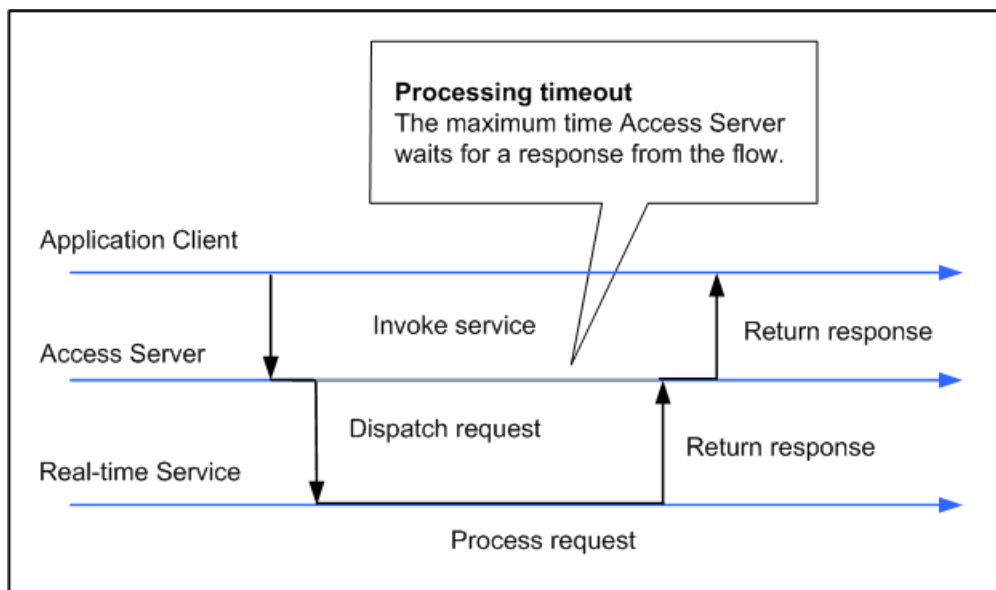 Processing timeout
The maximum time Access Server
waits for a response from the flow.
Application Client
Invoke service
Return response
Access Server
Dispatch request
Return response
Real-time Service
Process request